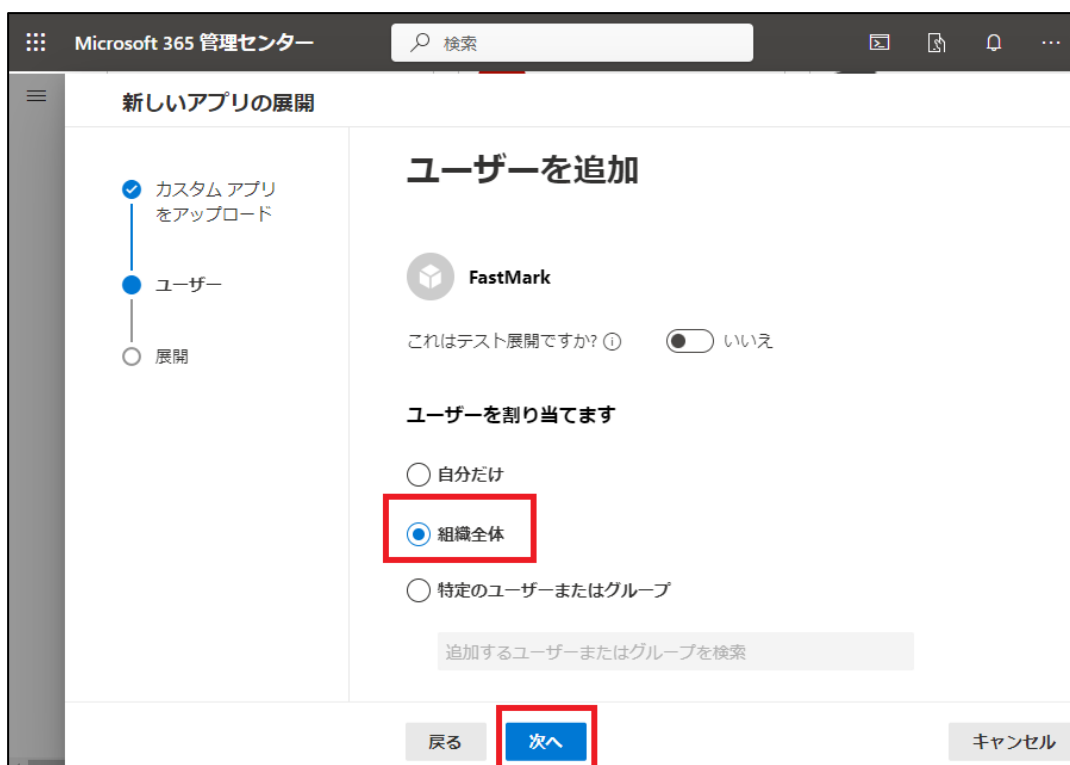 Microsoft 365 管理センター
検索
新しいアプリの展開
カスタム アプリ
をアップロード
ユーザー
展開
ユーザーを追加
FastMark
これはテスト展開ですか?
いいえ
ユーザーを割り当てます
自分だけ
組織全体
特定のユーザーまたはグループ
追加するユーザーまたはグループを検索
戻る
次へ
キャンセル